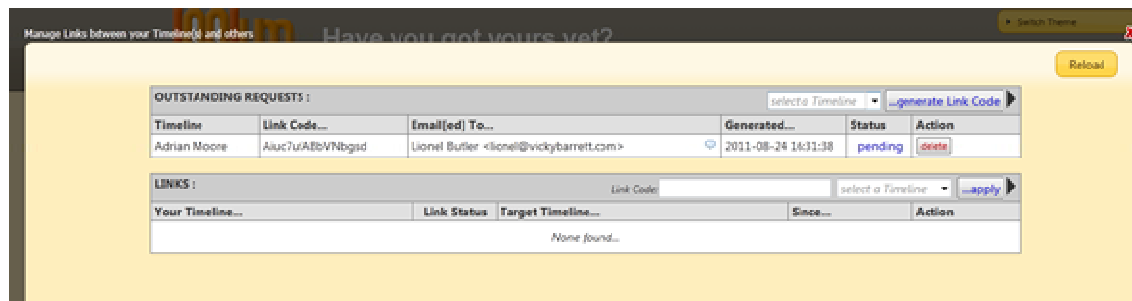 Switch Theme
Manage Links between your Timeline(s) and others
Have you got yours yet?
Reload
OUTSTANDING REQUESTS :
select a Timeline
...generate Link Code
Timeline Link Code... Email[ed] To... Generated... Status Action
Adrian Moore Lionel Butler <lionel@vickybarrett.com> 2011-08-24 16:31:38 pending delete
LINKS :
Link Code:
select a Timeline
...apply
Your Timeline... Link Status Target Timeline... Since... Action
None found...